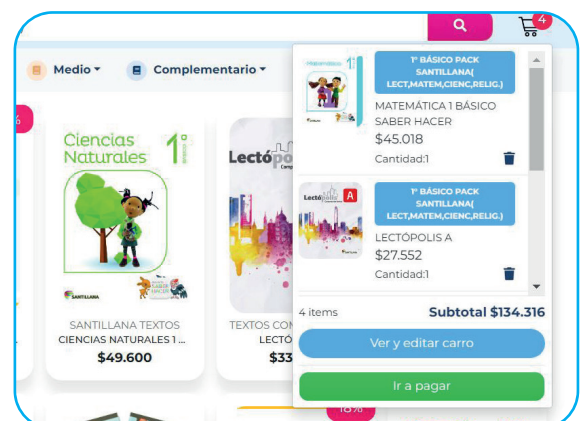 4
Medio
Complementario
%
Ciencias
Naturales
1°
SANTILLANA
SANTILLANA TEXTOS
CIENCIAS NATURALES 1 ...
$49.600
Lectópo
TEXTOS COM
LECTÓ
$33
1° BÁSICO PACK
SANTILLANA(
LECT,MATEM,CIENC,RELIG.)
MATEMÁTICA 1 BÁSICO
SABER HACER
$45.018
Cantidad:1
Lectópolis A
1° BÁSICO PACK
SANTILLANA(
LECT,MATEM,CIENC,RELIG.)
LECTÓPOLIS A
$27.552
Cantidad:1
4 items
Subtotal $134.316
Ver y editar carro
Ir a pagar
18%